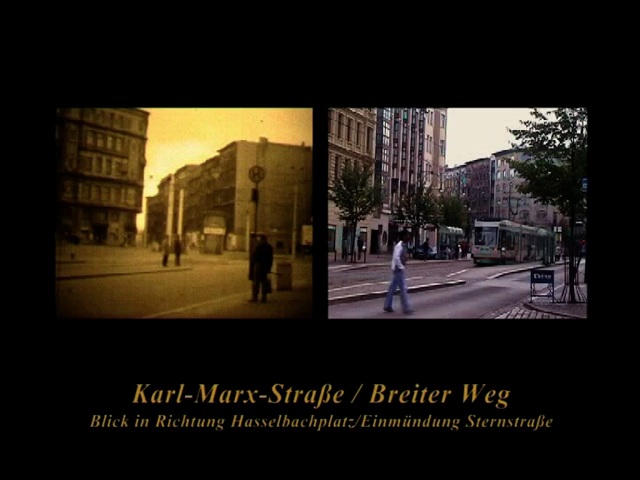 Karl-Marx-Straße / Breiter Weg
Blick in Richtung Hasselbachplatz/Einmündung Sternstraße